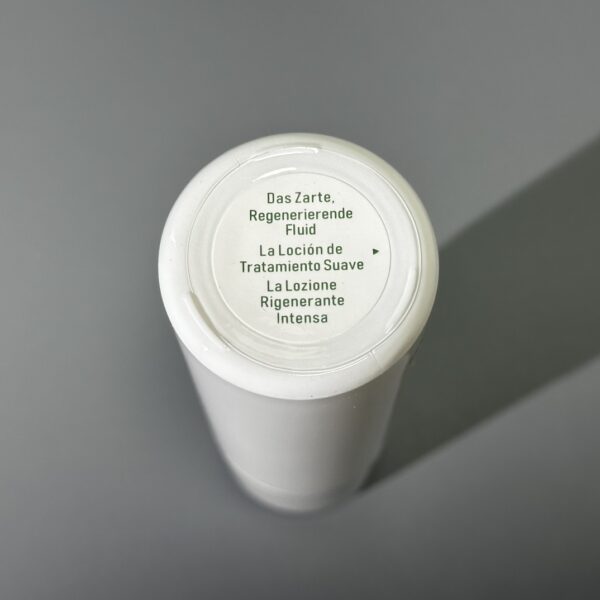 Das Zarte,
Regenerierende
Fluid
La Loción de
Tratamiento Suave
La Lozione
Rigenerante
Intensa